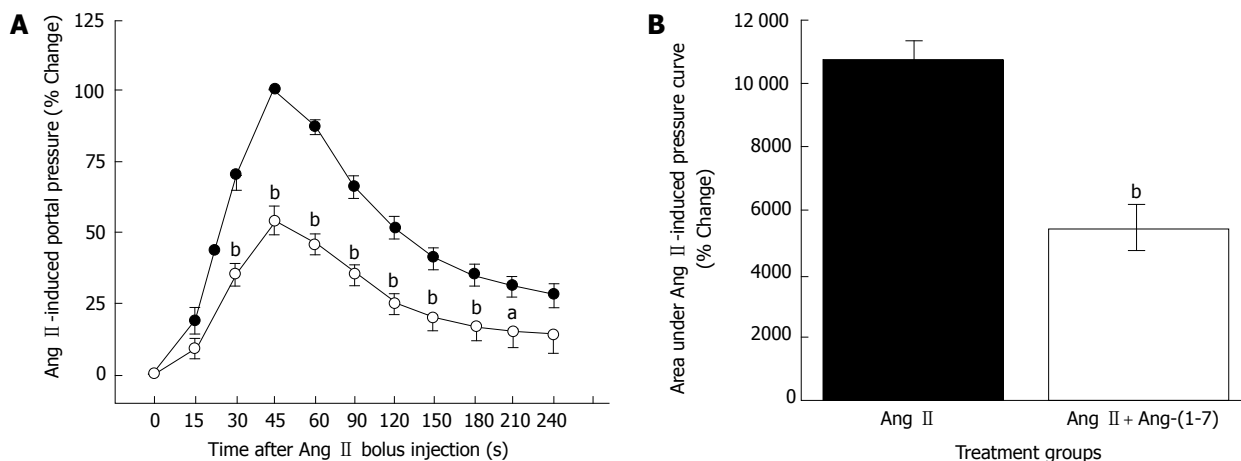 A
Ang II-induced portal pressure (% Change)
125
100
75
50
25
0
b
b
b
b
b
b
b
a
0 15 30 45 60 90 120 150 180 210 240
Time after Ang II bolus injection (s)
B
Area under Ang II-induced pressure curve
(% Change)
12 000
10 000
8000
6000
4000
2000
0
b
Ang II Ang II + Ang-(1-7)
Treatment groups